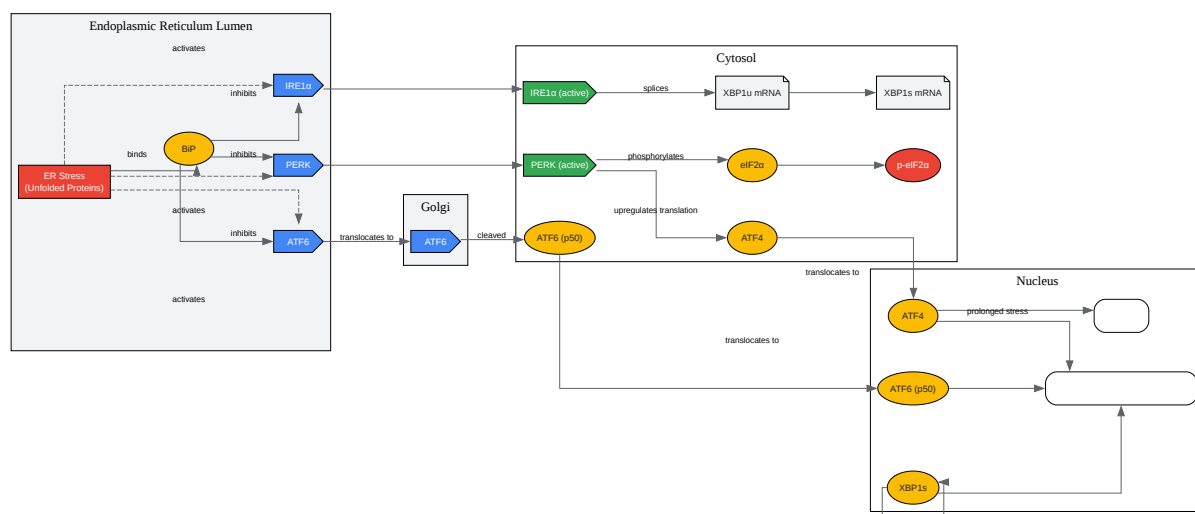 Endoplasmic Reticulum Lumen
activates
IRE1α
inhibits
BiP
binds
inhibits
PERK
ER Stress
(Unfolded Proteins)
activates
inhibits
ATF6
activates
translocates to
Golgi
ATF6
cleaved
Cytosol
IRE1α (active)
splices
XBP1u mRNA
XBP1s mRNA
PERK (active)
phosphorylates
eIF2α
p-eIF2α
upregulates translation
ATF6 (p50)
ATF4
translocates to
translocates to
Nucleus
ATF4
prolonged stress
ATF6 (p50)
XBP1s